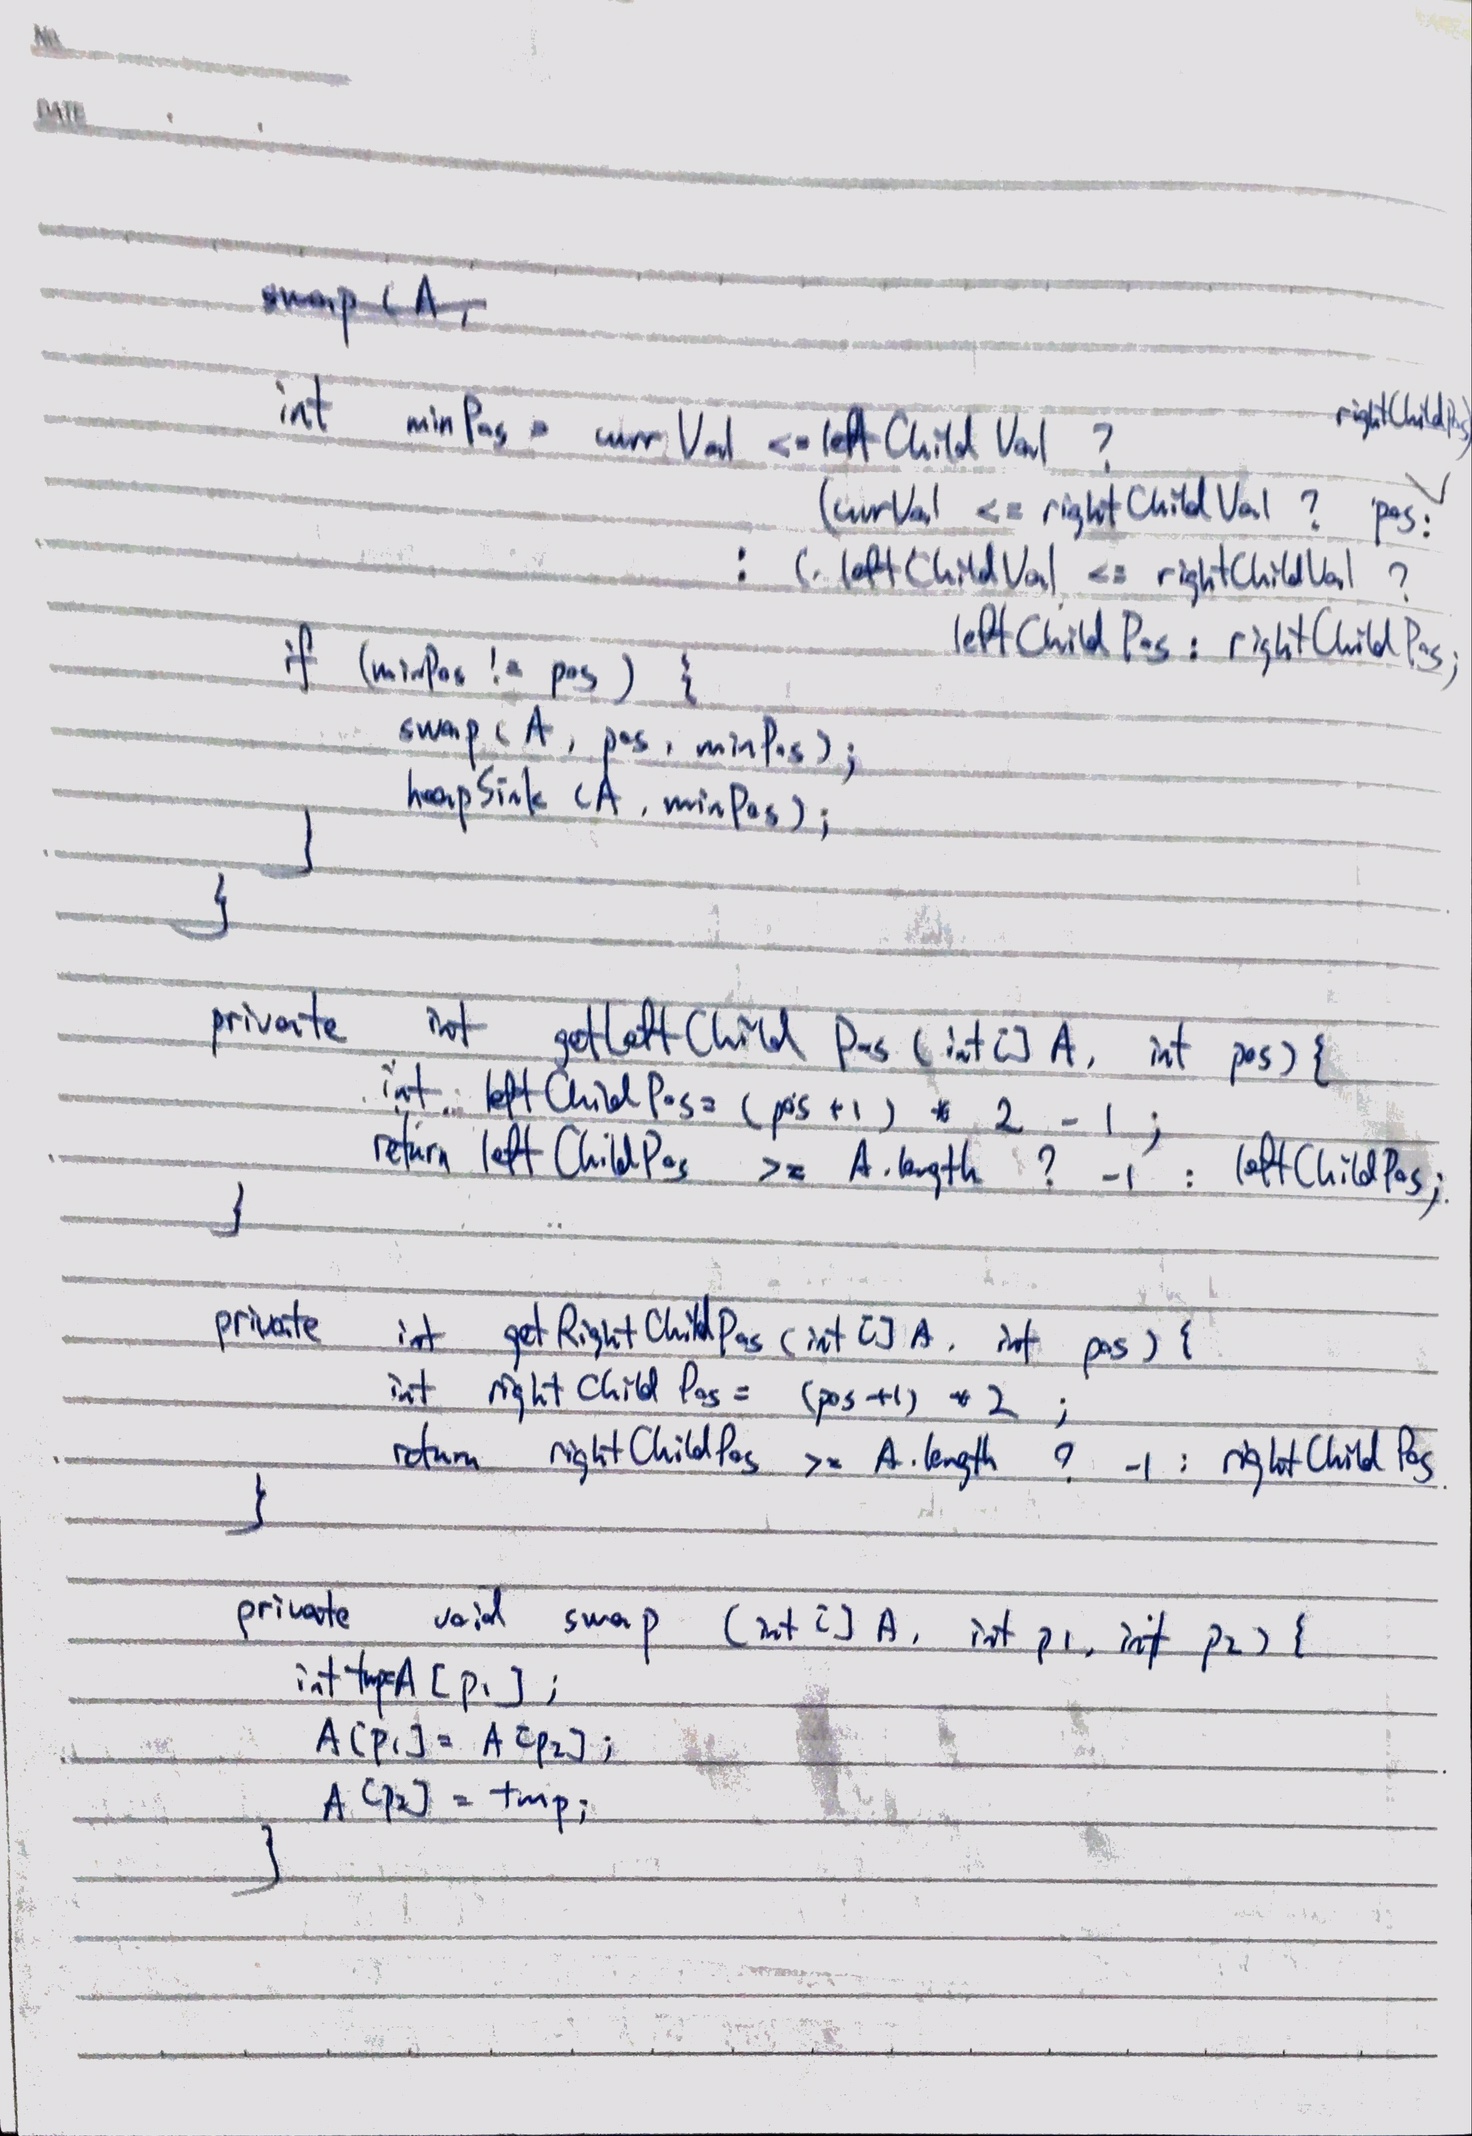 No.
DATE
swap(A,
int minPos = currVal <= leftChildVal ?
(currVal <= rightChildVal ? pos: rightChildPos)
: ( leftChildVal <= rightChildVal ?
leftChildPos : rightChildPos;
if (minPos != pos) {
swap(A, pos, minPos);
heapSink (A, minPos);
}
}
private int getLeftChildPos (int[] A, int pos) {
int leftChildPos = (pos+1) * 2 - 1;
return leftChildPos >= A.length ? -1 : leftChildPos;
}
private int getRightChildPos (int[] A, int pos) {
int rightChildPos = (pos+1) * 2 ;
return rightChildPos >= A.length ? -1 : rightChildPos
}
private void swap (int[] A, int p1, int p2) {
int tmp=A[p1];
A[p1] = A[p2];
A[p2] = tmp;
}